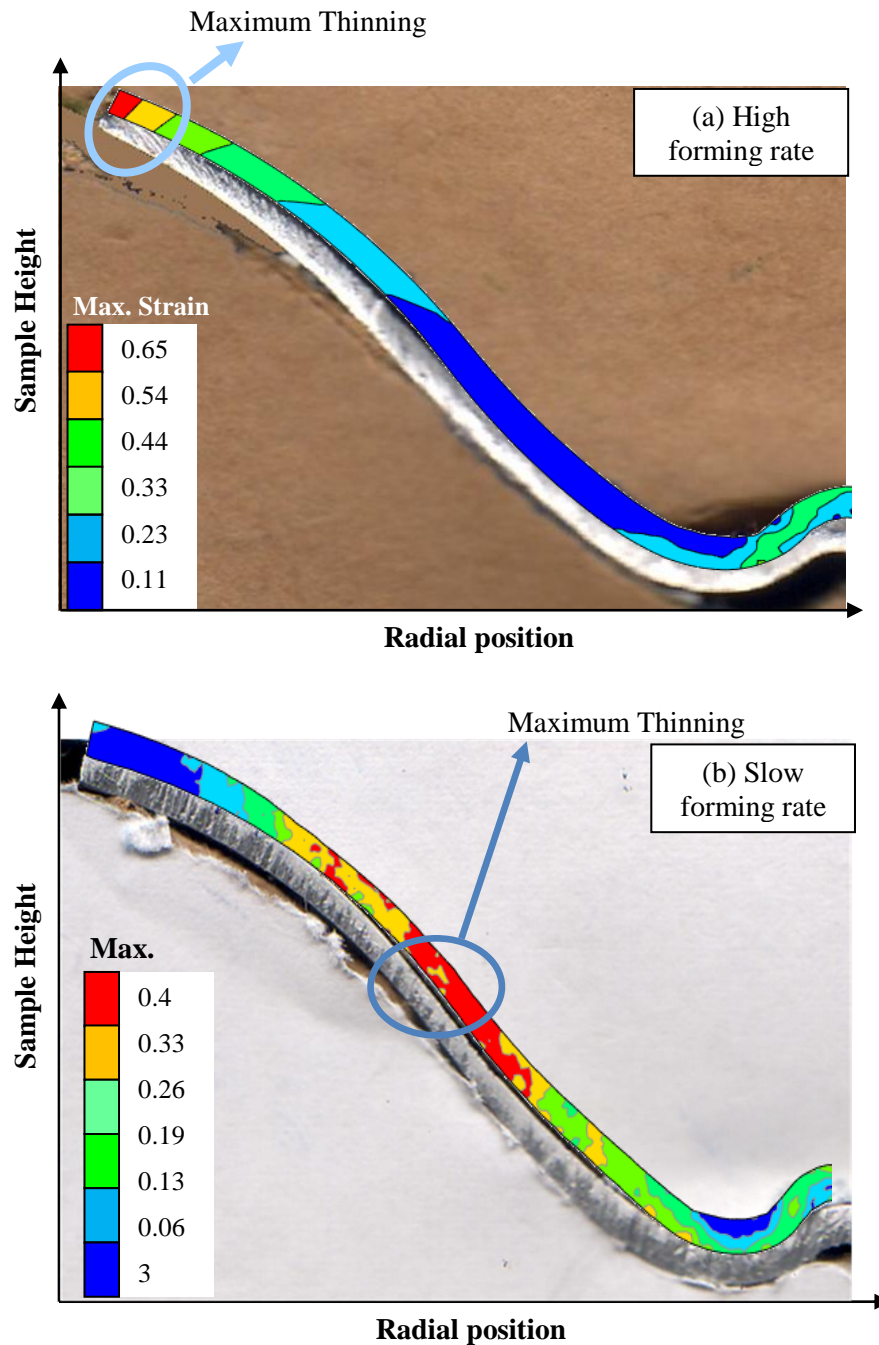 Maximum Thinning
(a) High
forming rate
Sample Height
Max. Strain
0.65
0.54
0.44
0.33
0.23
0.11
Radial position
Maximum Thinning
(b) Slow
forming rate
Sample Height
Max.
0.4
0.33
0.26
0.19
0.13
0.06
3
Radial position